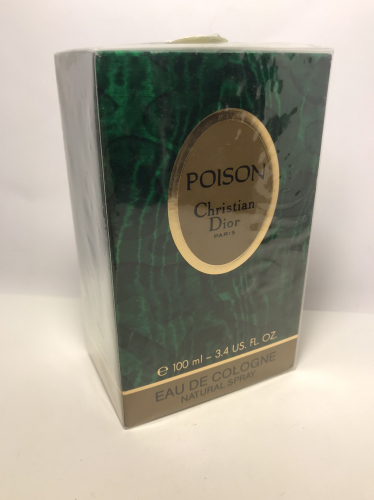 POISON
Christian
Dior
PARIS
℮ 100 ml – 3.4 US. FL. OZ.
EAU DE COLOGNE
NATURAL SPRAY